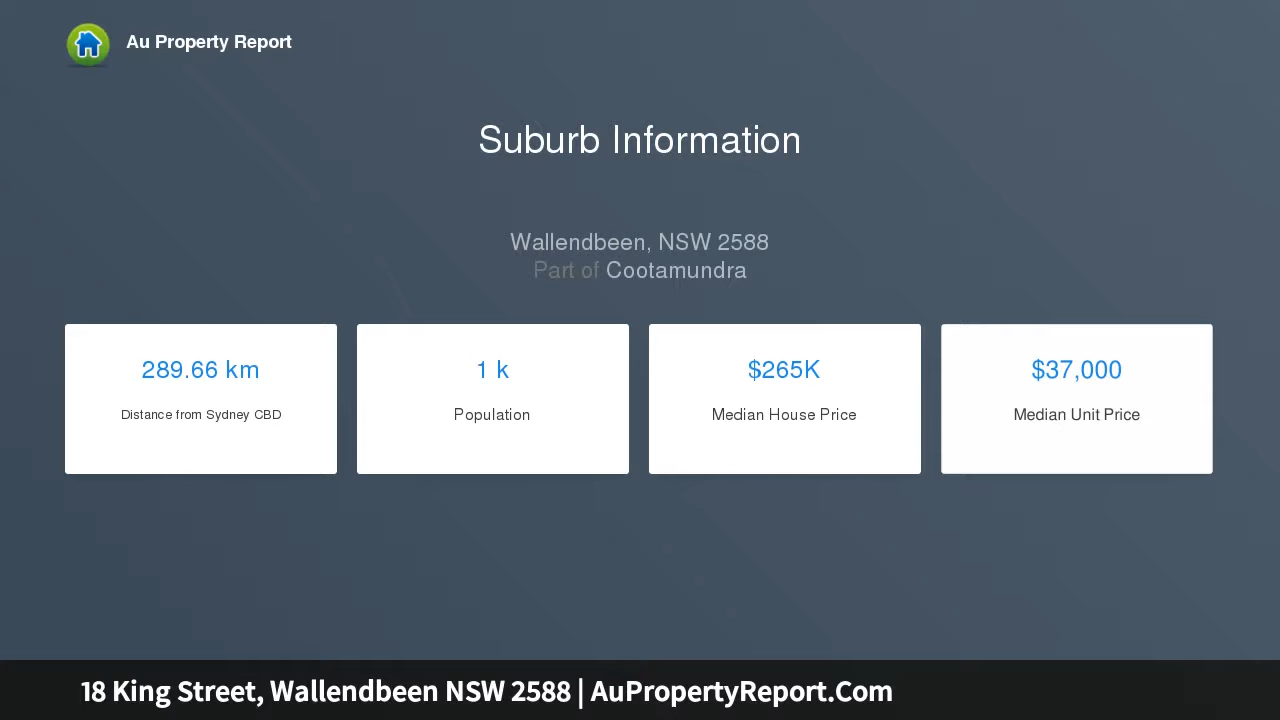 Au Property Report
Suburb Information
Wallendbeen, NSW 2588
Part of Cootamundra
289.66 km
Distance from Sydney CBD
1 k
Population
$265K
Median House Price
$37,000
Median Unit Price
18 King Street, Wallendbeen NSW 2588 | AuPropertyReport.Com